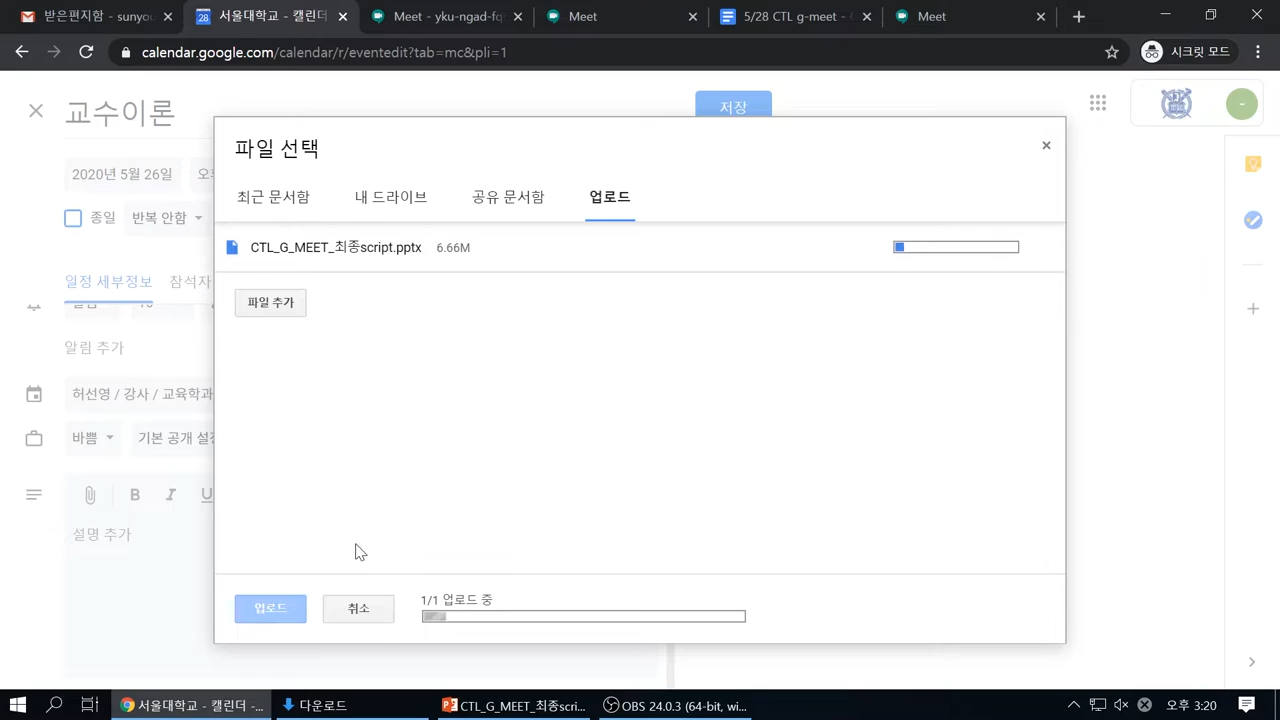 받은편지함 - sunyou
28 서울대학교 - 캘린더
Meet - yku-ngad-fq
Meet
5/28 CTL g-meet -
Meet
calendar.google.com/calendar/r/eventedit?tab=mc&pli=1
시크릿 모드
교수이론
저장
2020년 5월 26일
오
종일
반복 안함
일정 세부정보
참석자
알림 추가
허선영 / 강사 / 교육학과
바쁨
기본 공개 설정
B I U
설명 추가
파일 선택
최근 문서함
내 드라이브
공유 문서함
업로드
CTL_G_MEET_최종script.pptx 6.66M
파일 추가
업로드
취소
1/1 업로드 중
서울대학교 - 캘린더 -...
다운로드
CTL_G_MEET_최종scri...
OBS 24.0.3 (64-bit, wi...
오후 3:20